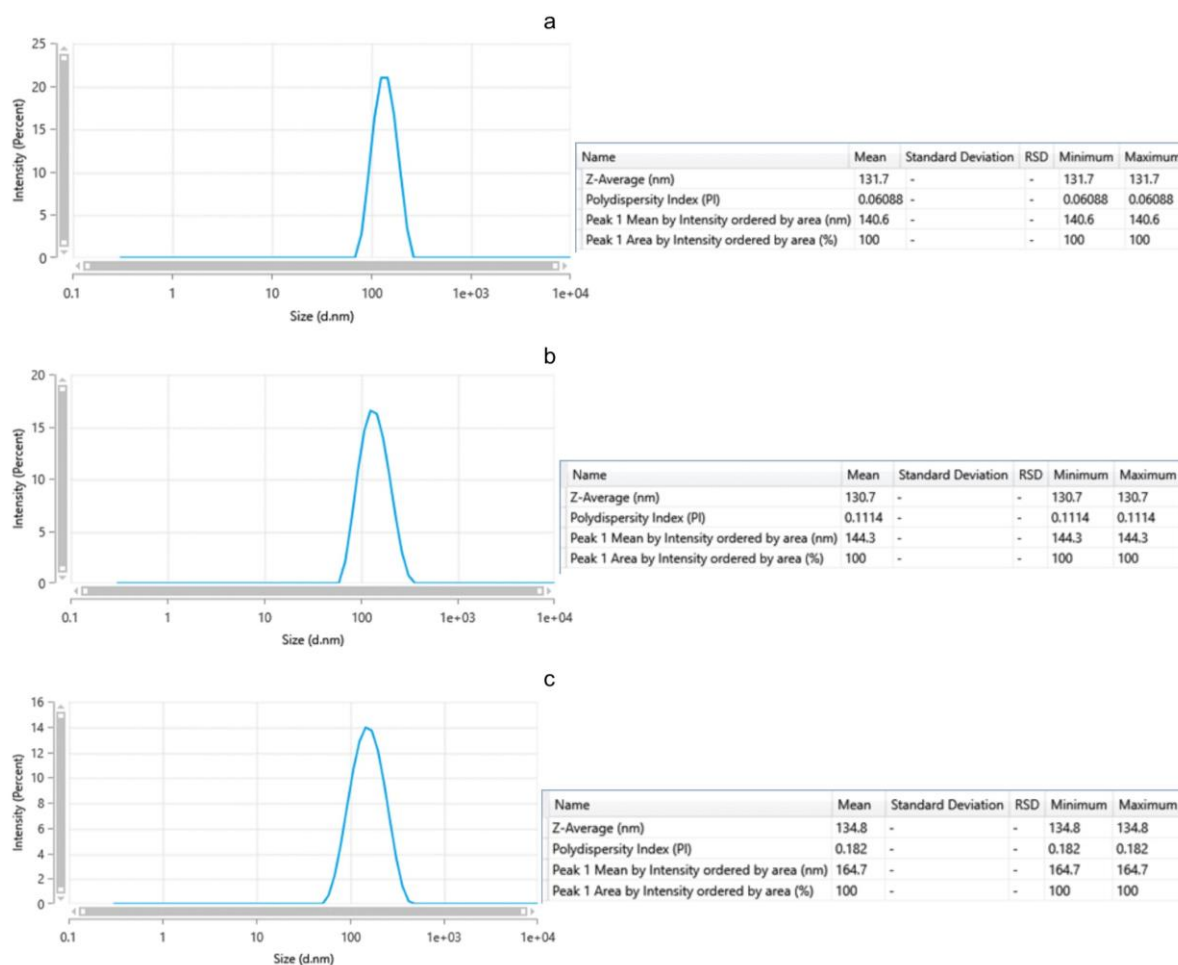 a
25
20
15
10
5
0
Intensity (Percent)
0.1 1 10 100 1e+03 1e+04
Size (d.nm)
Name Mean Standard Deviation RSD Minimum Maximum
Z-Average (nm) 131.7 - - 131.7 131.7
Polydispersity Index (PI) 0.06088 - - 0.06088 0.06088
Peak 1 Mean by Intensity ordered by area (nm) 140.6 - - 140.6 140.6
Peak 1 Area by Intensity ordered by area (%) 100 - - 100 100
b
20
15
10
5
0
Intensity (Percent)
0.1 1 10 100 1e+03 1e+04
Size (d.nm)
Name Mean Standard Deviation RSD Minimum Maximum
Z-Average (nm) 130.7 - - 130.7 130.7
Polydispersity Index (PI) 0.1114 - - 0.1114 0.1114
Peak 1 Mean by Intensity ordered by area (nm) 144.3 - - 144.3 144.3
Peak 1 Area by Intensity ordered by area (%) 100 - - 100 100
c
16
14
12
10
8
6
4
2
0
Intensity (Percent)
0.1 1 10 100 1e+03 1e+04
Size (d.nm)
Name Mean Standard Deviation RSD Minimum Maximum
Z-Average (nm) 134.8 - - 134.8 134.8
Polydispersity Index (PI) 0.182 - - 0.182 0.182
Peak 1 Mean by Intensity ordered by area (nm) 164.7 - - 164.7 164.7
Peak 1 Area by Intensity ordered by area (%) 100 - - 100 100